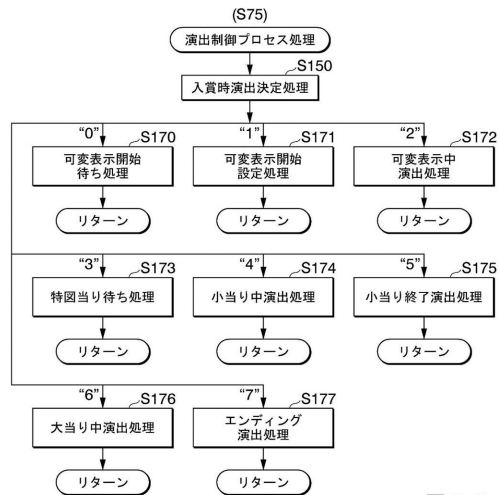 (S75)
演出制御プロセス処理
S150
入賞時演出決定処理
“0”
S170
可変表示開始
待ち処理
リターン
“1”
S171
可変表示開始
設定処理
リターン
“2”
S172
可変表示中
演出処理
リターン
“3”
S173
特図当り待ち処理
リターン
“4”
S174
小当り中演出処理
リターン
“5”
S175
小当り終了演出処理
リターン
“6”
S176
大当り中演出処理
リターン
“7”
S177
エンディング
演出処理
リターン